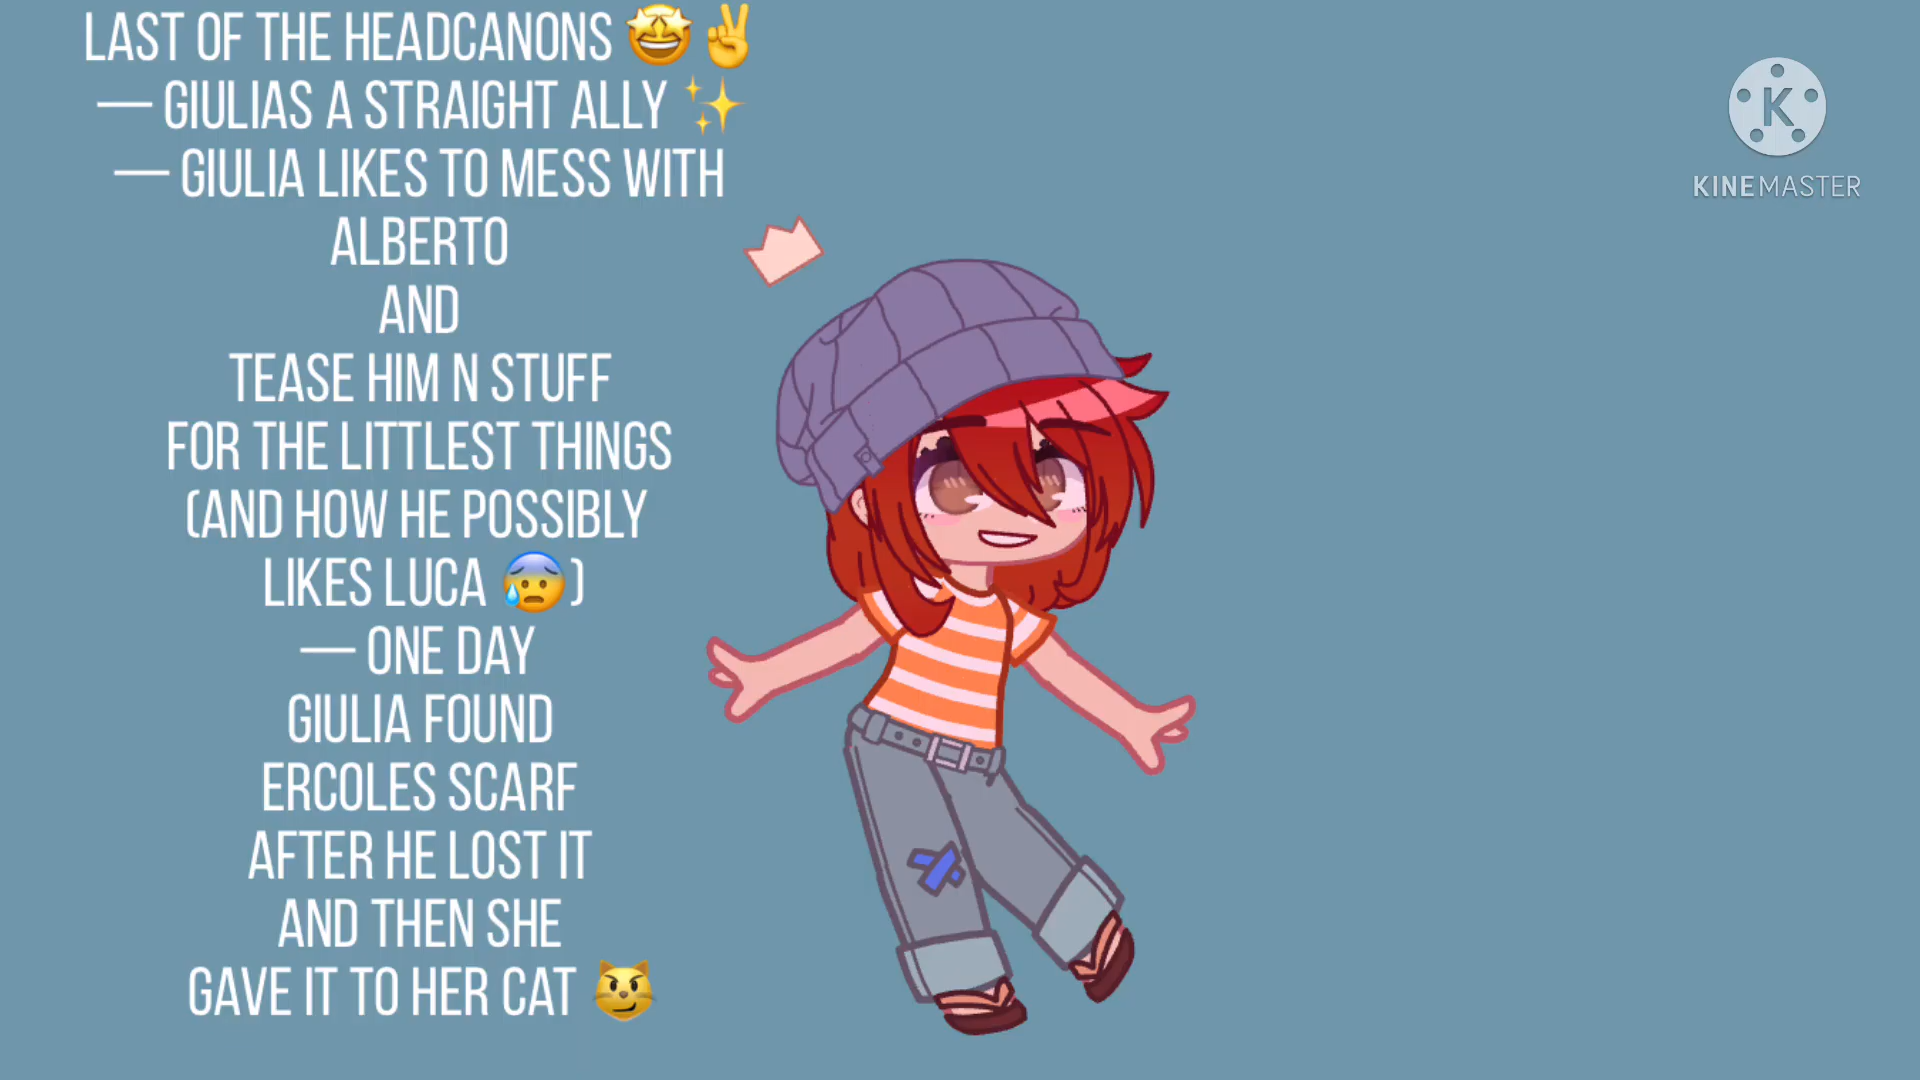 LAST OF THE HEADCANONS 🤩✌️
— GIULIAS A STRAIGHT ALLY ✨
— GIULIA LIKES TO MESS WITH
ALBERTO
AND
TEASE HIM N STUFF
FOR THE LITTLEST THINGS
(AND HOW HE POSSIBLY
LIKES LUCA 😰)
— ONE DAY
GIULIA FOUND
ERCOLES SCARF
AFTER HE LOST IT
AND THEN SHE
GAVE IT TO HER CAT 😼
K
KINEMASTER